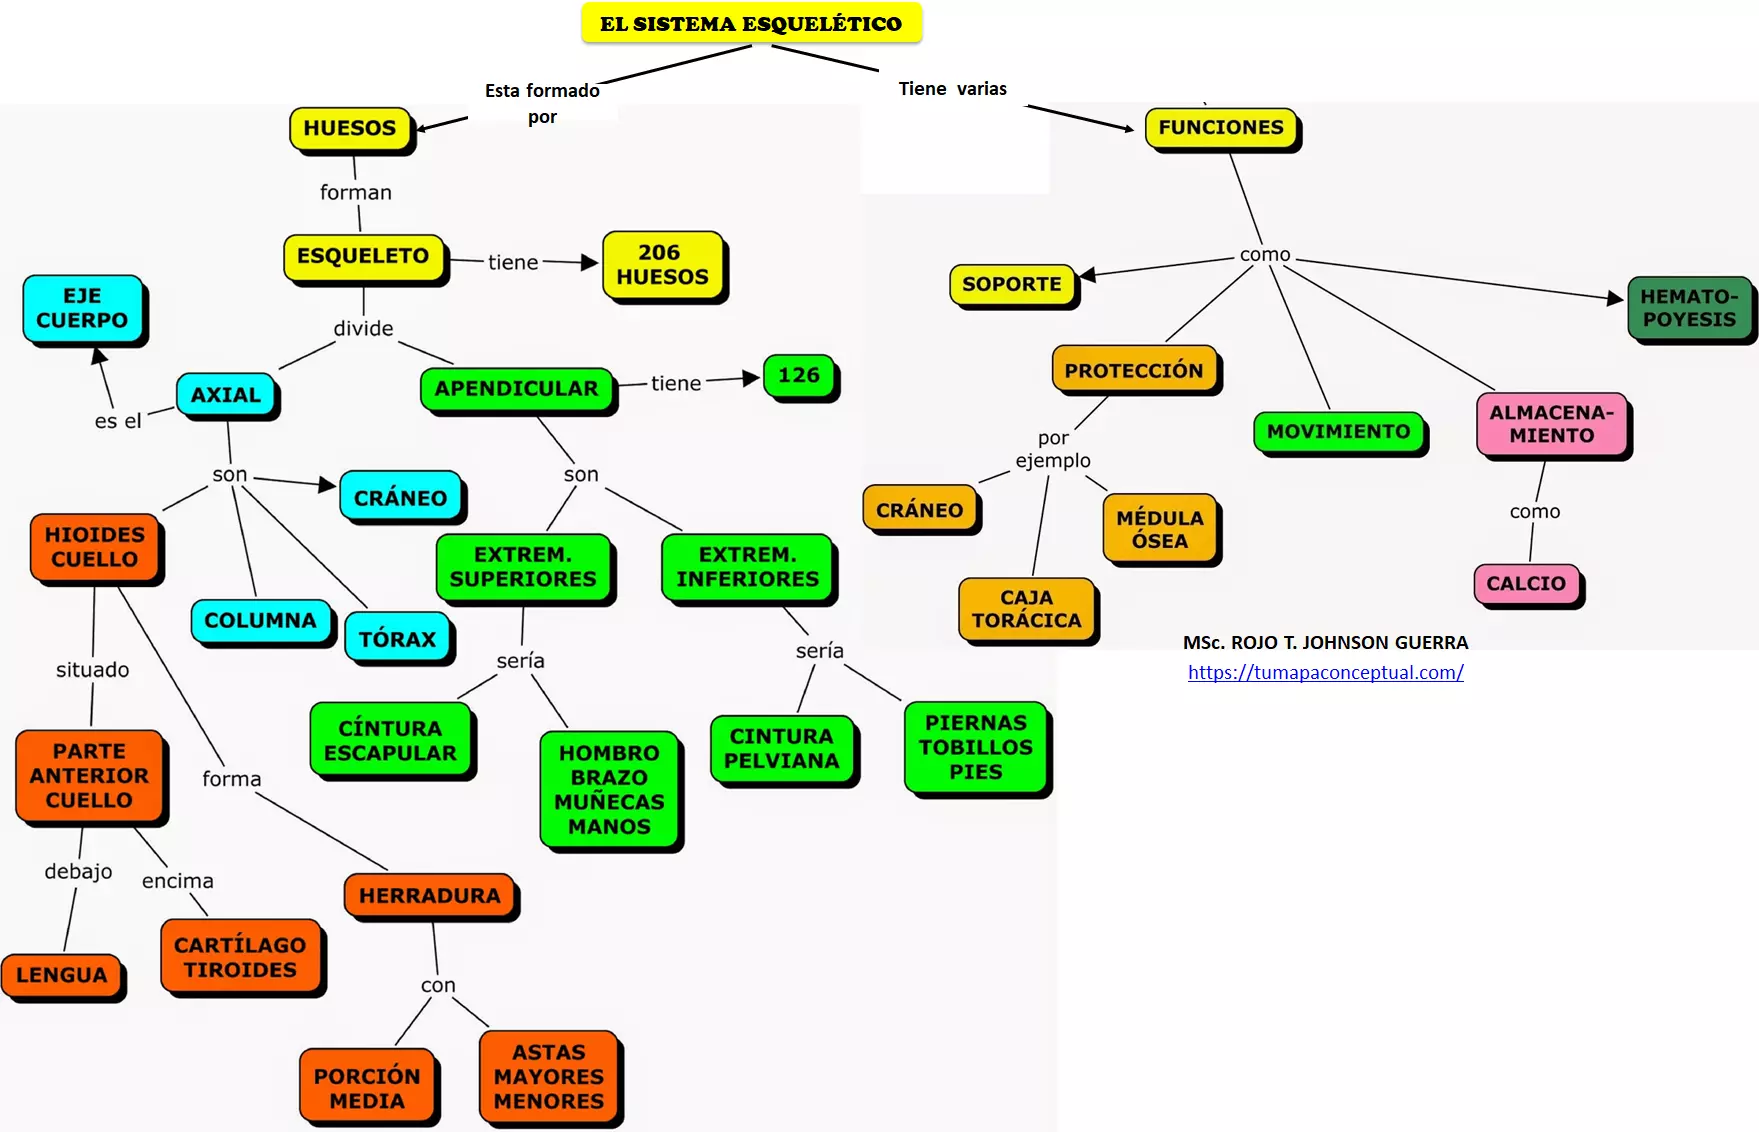 EL SISTEMA ESQUELÉTICO
Esta formado
por
Tiene varias
HUESOS
FUNCIONES
forman
ESQUELETO
tiene
206
HUESOS
como
SOPORTE
HEMATO-
POYESIS
EJE
CUERPO
divide
PROTECCIÓN
AXIAL
APENDICULAR
tiene
126
es el
MOVIMIENTO
ALMACENA-
MIENTO
por
ejemplo
son
CRÁNEO
son
CRÁNEO
MÉDULA
ÓSEA
como
HIOIDES
CUELLO
EXTREM.
SUPERIORES
EXTREM.
INFERIORES
CALCIO
COLUMNA
TÓRAX
CAJA
TORÁCICA
MSc. ROJO T. JOHNSON GUERRA
https://tumapaconceptual.com/
situado
sería
sería
CÍNTURA
ESCAPULAR
HOMBRO
BRAZO
MUÑECAS
MANOS
CINTURA
PELVIANA
PIERNAS
TOBILLOS
PIES
PARTE
ANTERIOR
CUELLO
forma
debajo
encima
HERRADURA
LENGUA
CARTÍLAGO
TIROIDES
con
PORCIÓN
MEDIA
ASTAS
MAYORES
MENORES